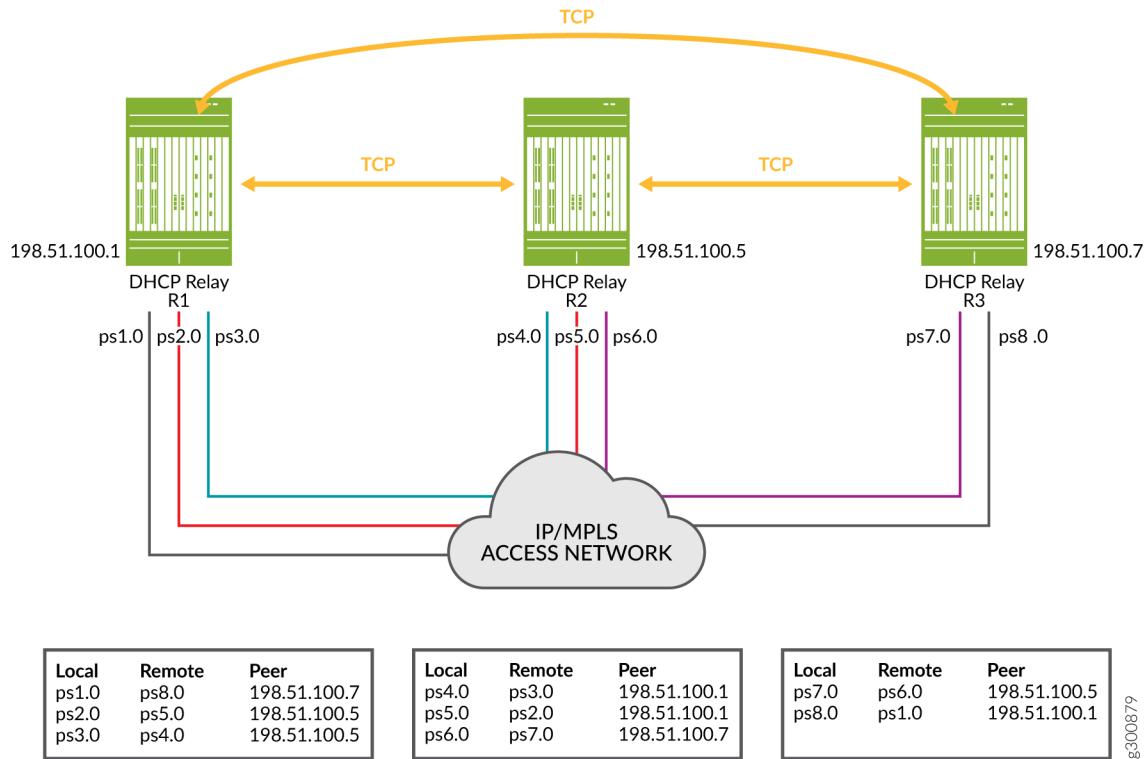 TCP
TCP
TCP
198.51.100.1
198.51.100.5
198.51.100.7
DHCP Relay
R1
DHCP Relay
R2
DHCP Relay
R3
ps1.0 ps2.0 ps3.0
ps4.0 ps5.0 ps6.0
ps7.0 ps8 .0
IP/MPLS
ACCESS NETWORK
Local Remote Peer
ps1.0 ps8.0 198.51.100.7
ps2.0 ps5.0 198.51.100.5
ps3.0 ps4.0 198.51.100.5
Local Remote Peer
ps4.0 ps3.0 198.51.100.1
ps5.0 ps2.0 198.51.100.1
ps6.0 ps7.0 198.51.100.7
Local Remote Peer
ps7.0 ps6.0 198.51.100.5
ps8.0 ps1.0 198.51.100.1
g300879